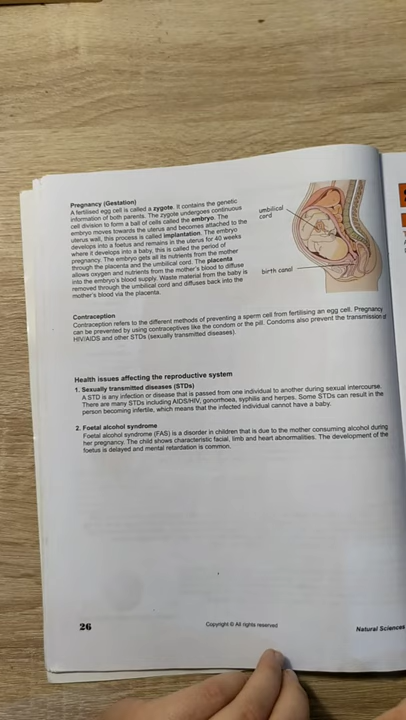 Pregnancy (Gestation)
A fertilised egg cell is called a zygote. It contains the genetic
information of both parents. The zygote undergoes continuous
cell division to form a ball of cells called the embryo. The
embryo moves towards the uterus and becomes attached to the
uterus wall, this process is called implantation. The embryo
develops into a foetus and remains in the uterus for 40 weeks
where it develops into a baby, this is called the period of
pregnancy. The embryo gets all its nutrients from the mother
through the placenta and the umbilical cord. The placenta
allows oxygen and nutrients from the mother's blood to diffuse
into the embryo's blood supply. Waste material from the baby is
removed through the umbilical cord and diffuses back into the
mother's blood via the placenta.
umbilical
cord
birth canal
Contraception
Contraception refers to the different methods of preventing a sperm cell from fertilising an egg cell. Pregnancy
can be prevented by using contraceptives like the condom or the pill. Condoms also prevent the transmission of
HIV/AIDS and other STDs (sexually transmitted diseases).
Health issues affecting the reproductive system
1. Sexually transmitted diseases (STDs)
A STD is any infection or disease that is passed from one individual to another during sexual intercourse.
There are many STDs including AIDS/HIV, gonorrhoea, syphilis and herpes. Some STDs can result in the
person becoming infertile, which means that the infected individual cannot have a baby.
2. Foetal alcohol syndrome
Foetal alcohol syndrome (FAS) is a disorder in children that is due to the mother consuming alcohol during
her pregnancy. The child shows characteristic facial, limb and heart abnormalities. The development of the
foetus is delayed and mental retardation is common.
26
Copyright © All rights reserved
Natural Sciences